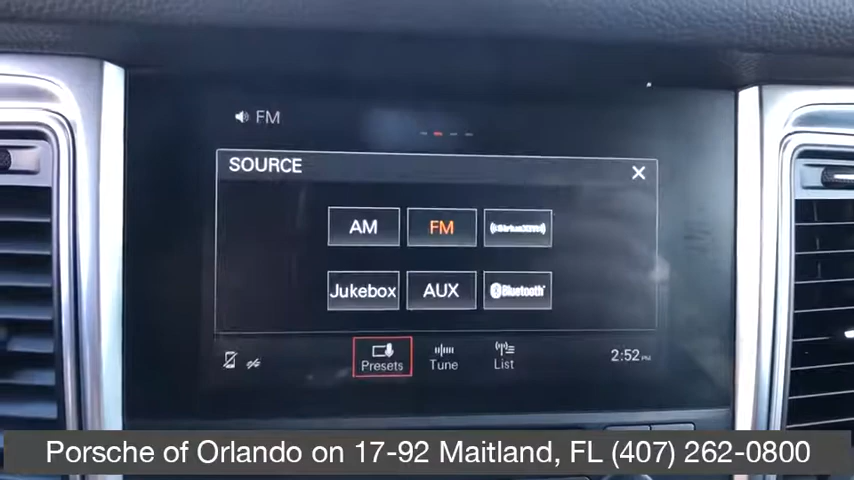 FM
SOURCE
AM FM SiriusXM
Jukebox AUX Bluetooth
Presets Tune List 2:52 PM
Porsche of Orlando on 17-92 Maitland, FL (407) 262-0800